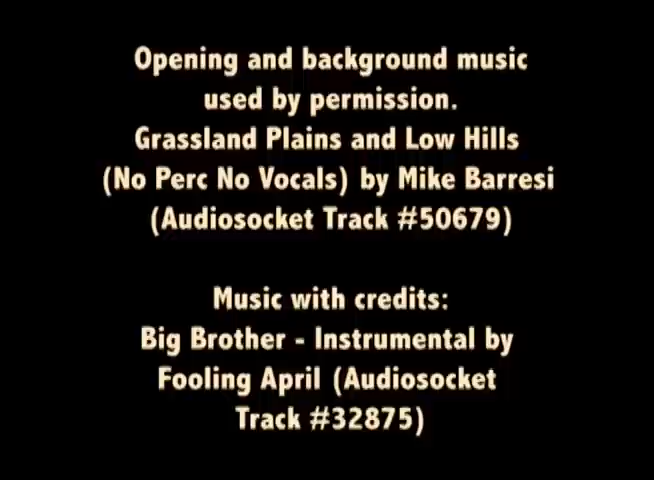 Opening and background music
used by permission.
Grassland Plains and Low Hills
(No Perc No Vocals) by Mike Barresi
(Audiosocket Track #50679)
Music with credits:
Big Brother - Instrumental by
Fooling April (Audiosocket
Track #32875)